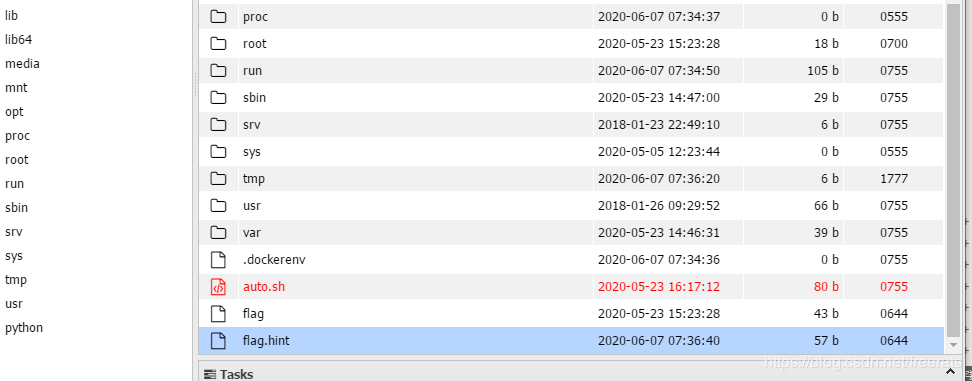 lib
lib64
media
mnt
opt
proc
root
run
sbin
srv
sys
tmp
usr
python
proc 2020-06-07 07:34:37 0 b 0555
root 2020-05-23 15:23:28 18 b 0700
run 2020-06-07 07:34:50 105 b 0755
sbin 2020-05-23 14:47:00 29 b 0755
srv 2018-01-23 22:49:10 6 b 0755
sys 2020-05-05 12:23:44 0 b 0555
tmp 2020-06-07 07:36:20 6 b 1777
usr 2018-01-26 09:29:52 66 b 0755
var 2020-05-23 14:46:31 39 b 0755
.dockerenv 2020-06-07 07:34:36 0 b 0755
auto.sh 2020-05-23 16:17:12 80 b 0755
flag 2020-05-23 15:23:28 43 b 0644
flag.hint 2020-06-07 07:36:40 57 b 0644
Tasks